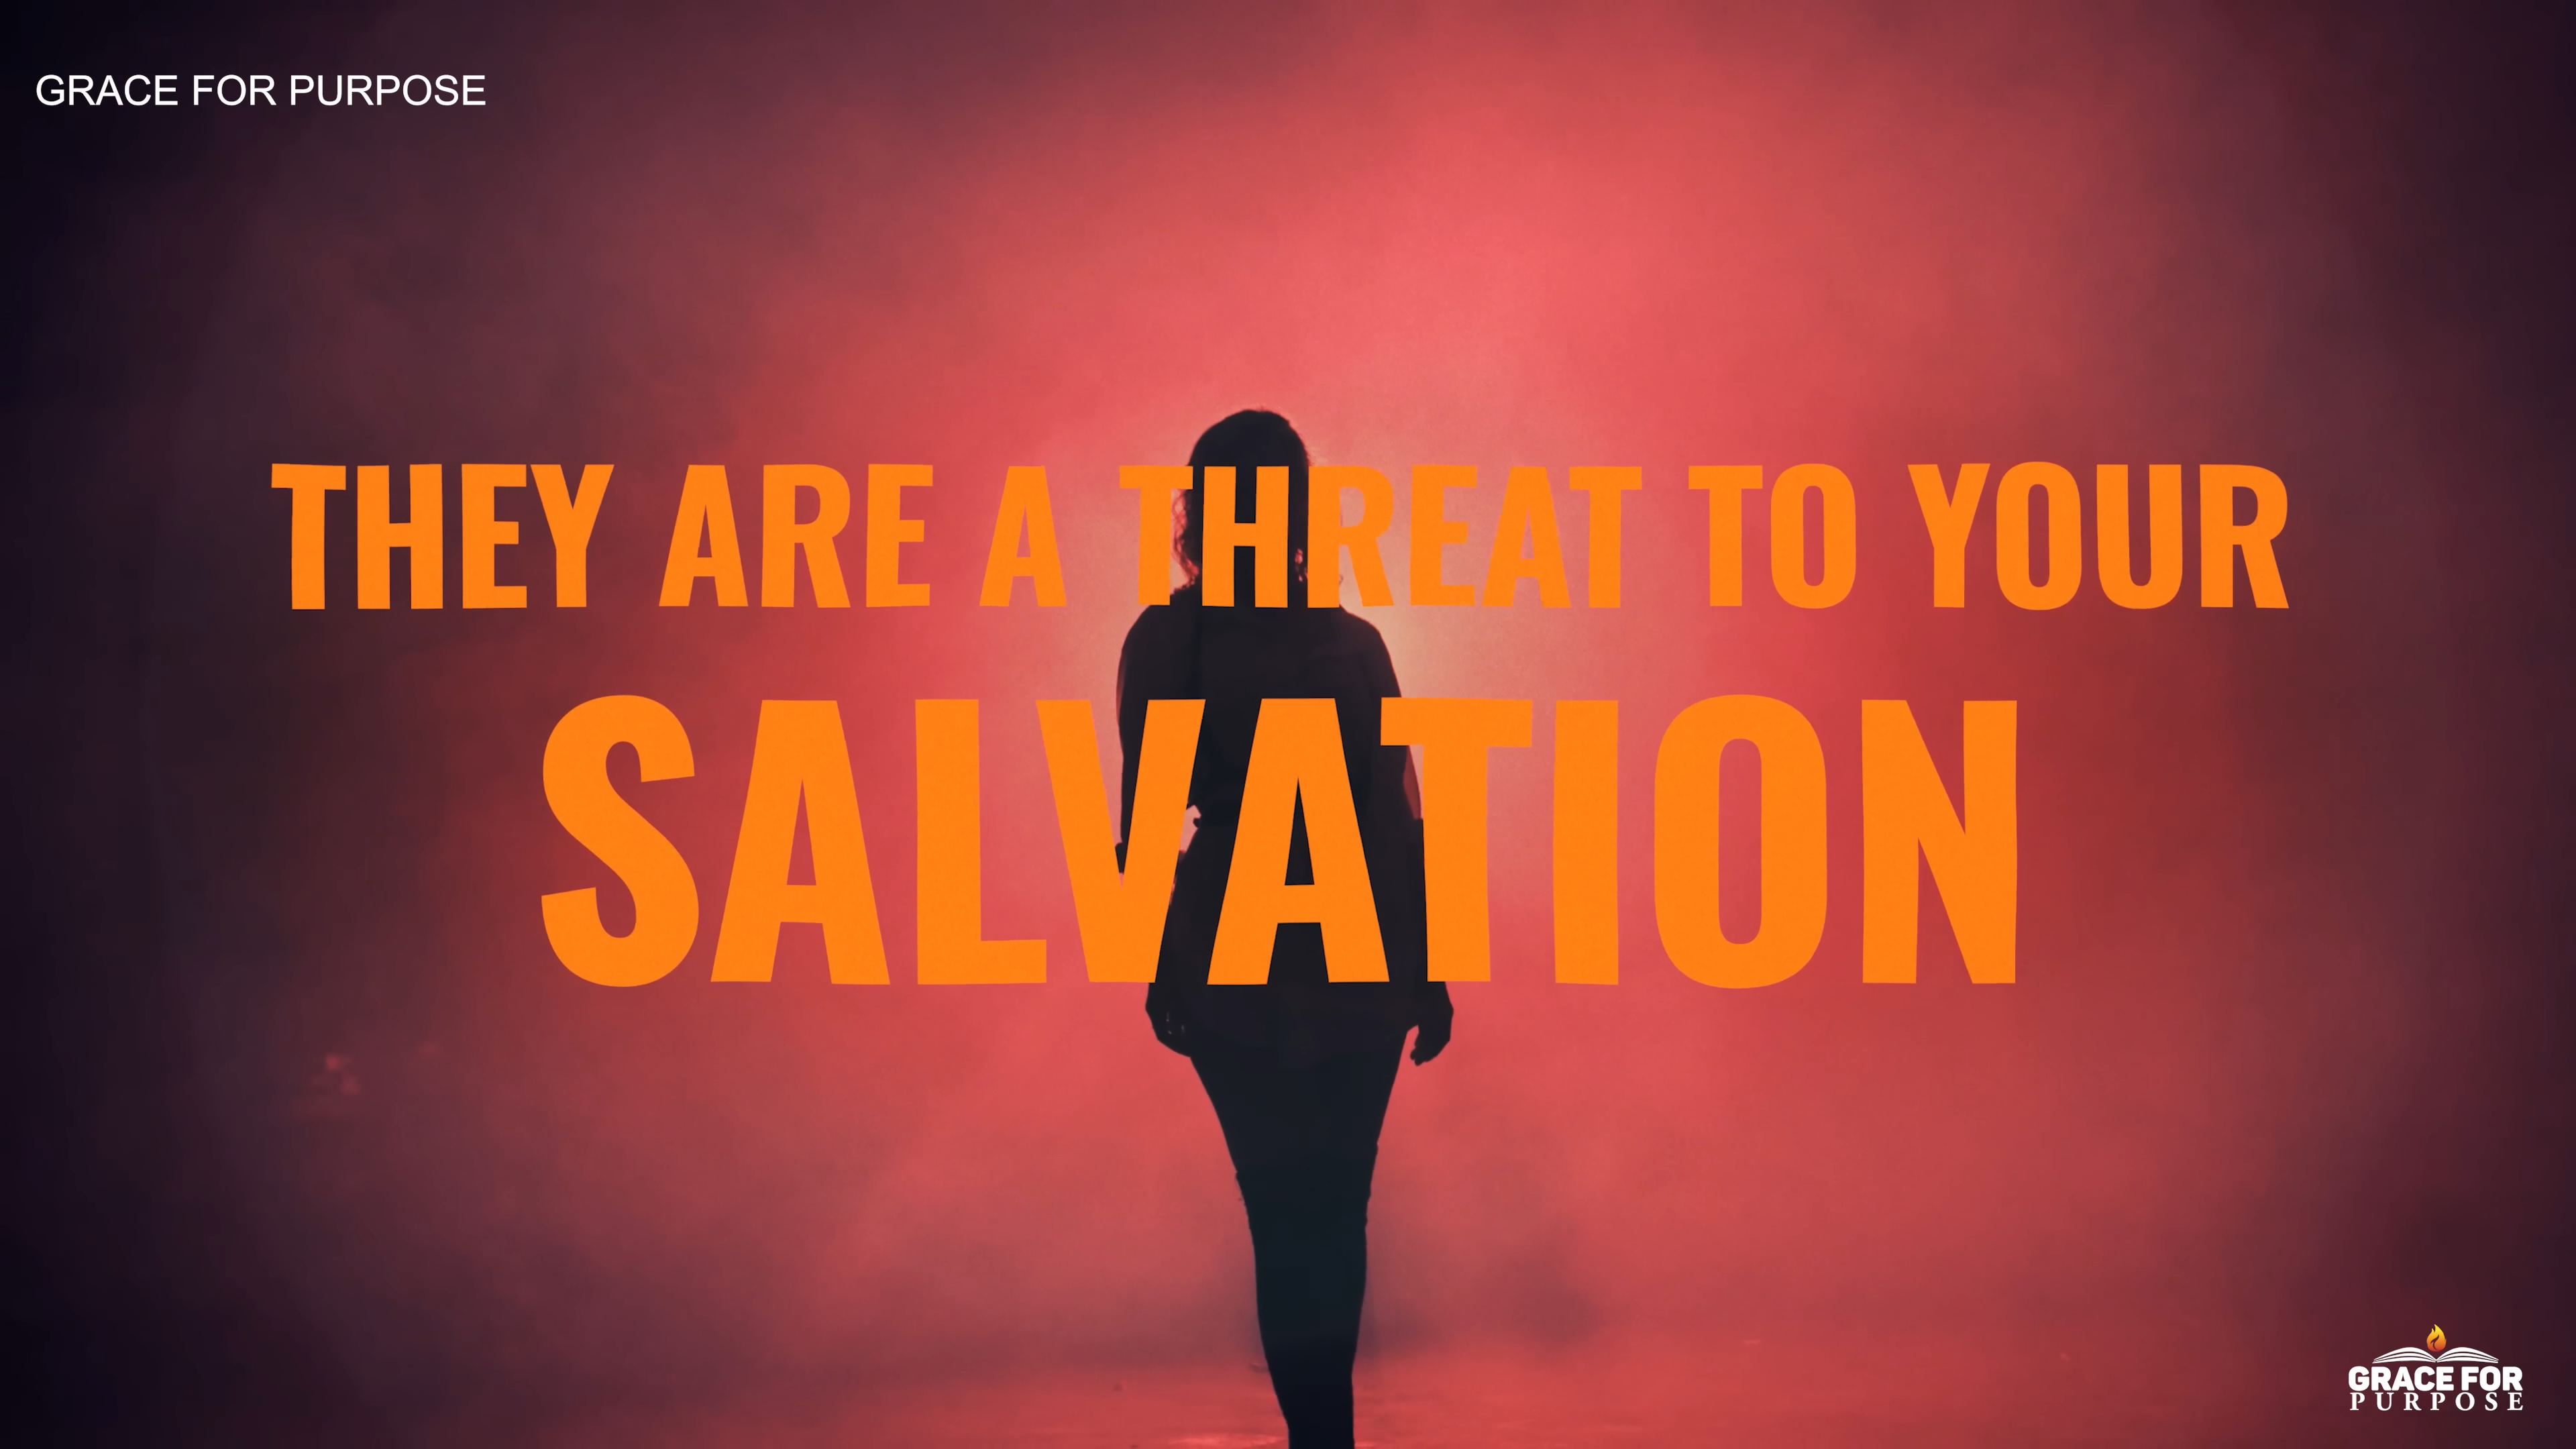 GRACE FOR PURPOSE
THEY ARE A THREAT TO YOUR
SALVATION
GRACE FOR
PURPOSE